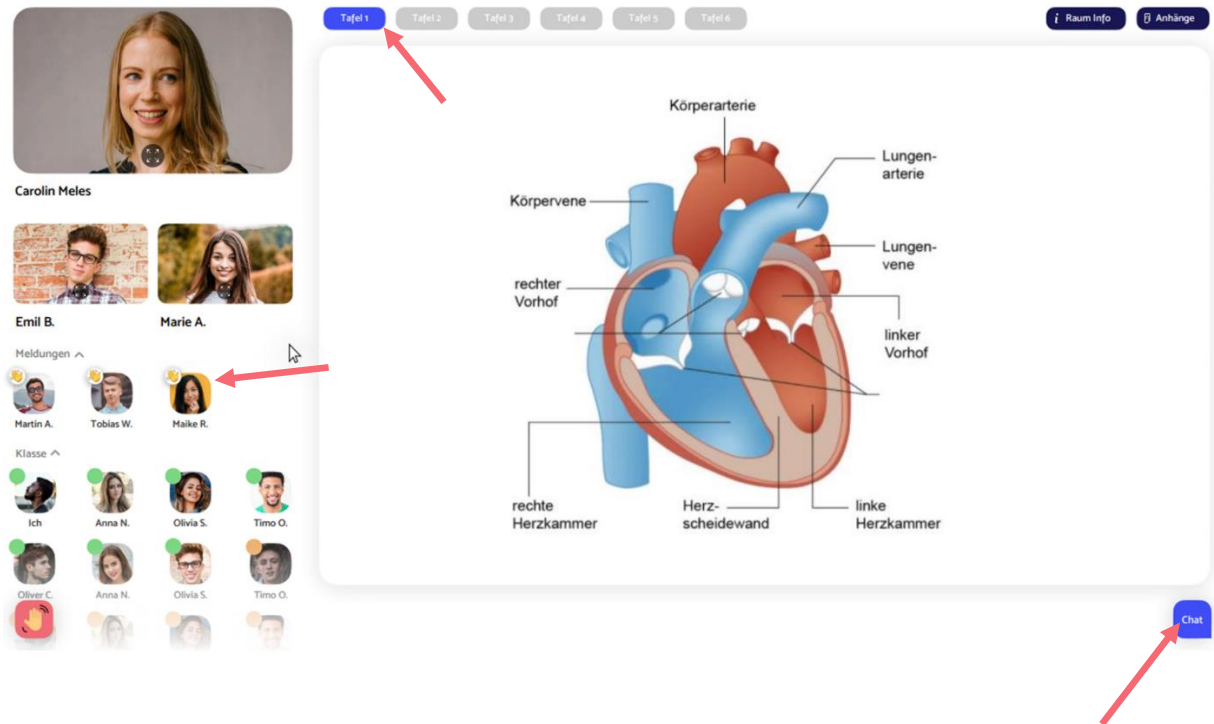 Tafel 1
Tafel 2
Tafel 3
Tafel 4
Tafel 5
Tafel 6
i Raum Info
Anhänge
Carolin Meles
Emil B.
Marie A.
Meldungen
Martin A.
Tobias W.
Maike R.
Klasse
Ich
Anna N.
Olivia S.
Timo O.
Oliver C.
Anna N.
Olivia S.
Timo O.
Körperarterie
Lungen-
arterie
Körpervene
Lungen-
vene
rechter
Vorhof
linker
Vorhof
rechte
Herzkammer
Herz-
scheidewand
linke
Herzkammer
Chat